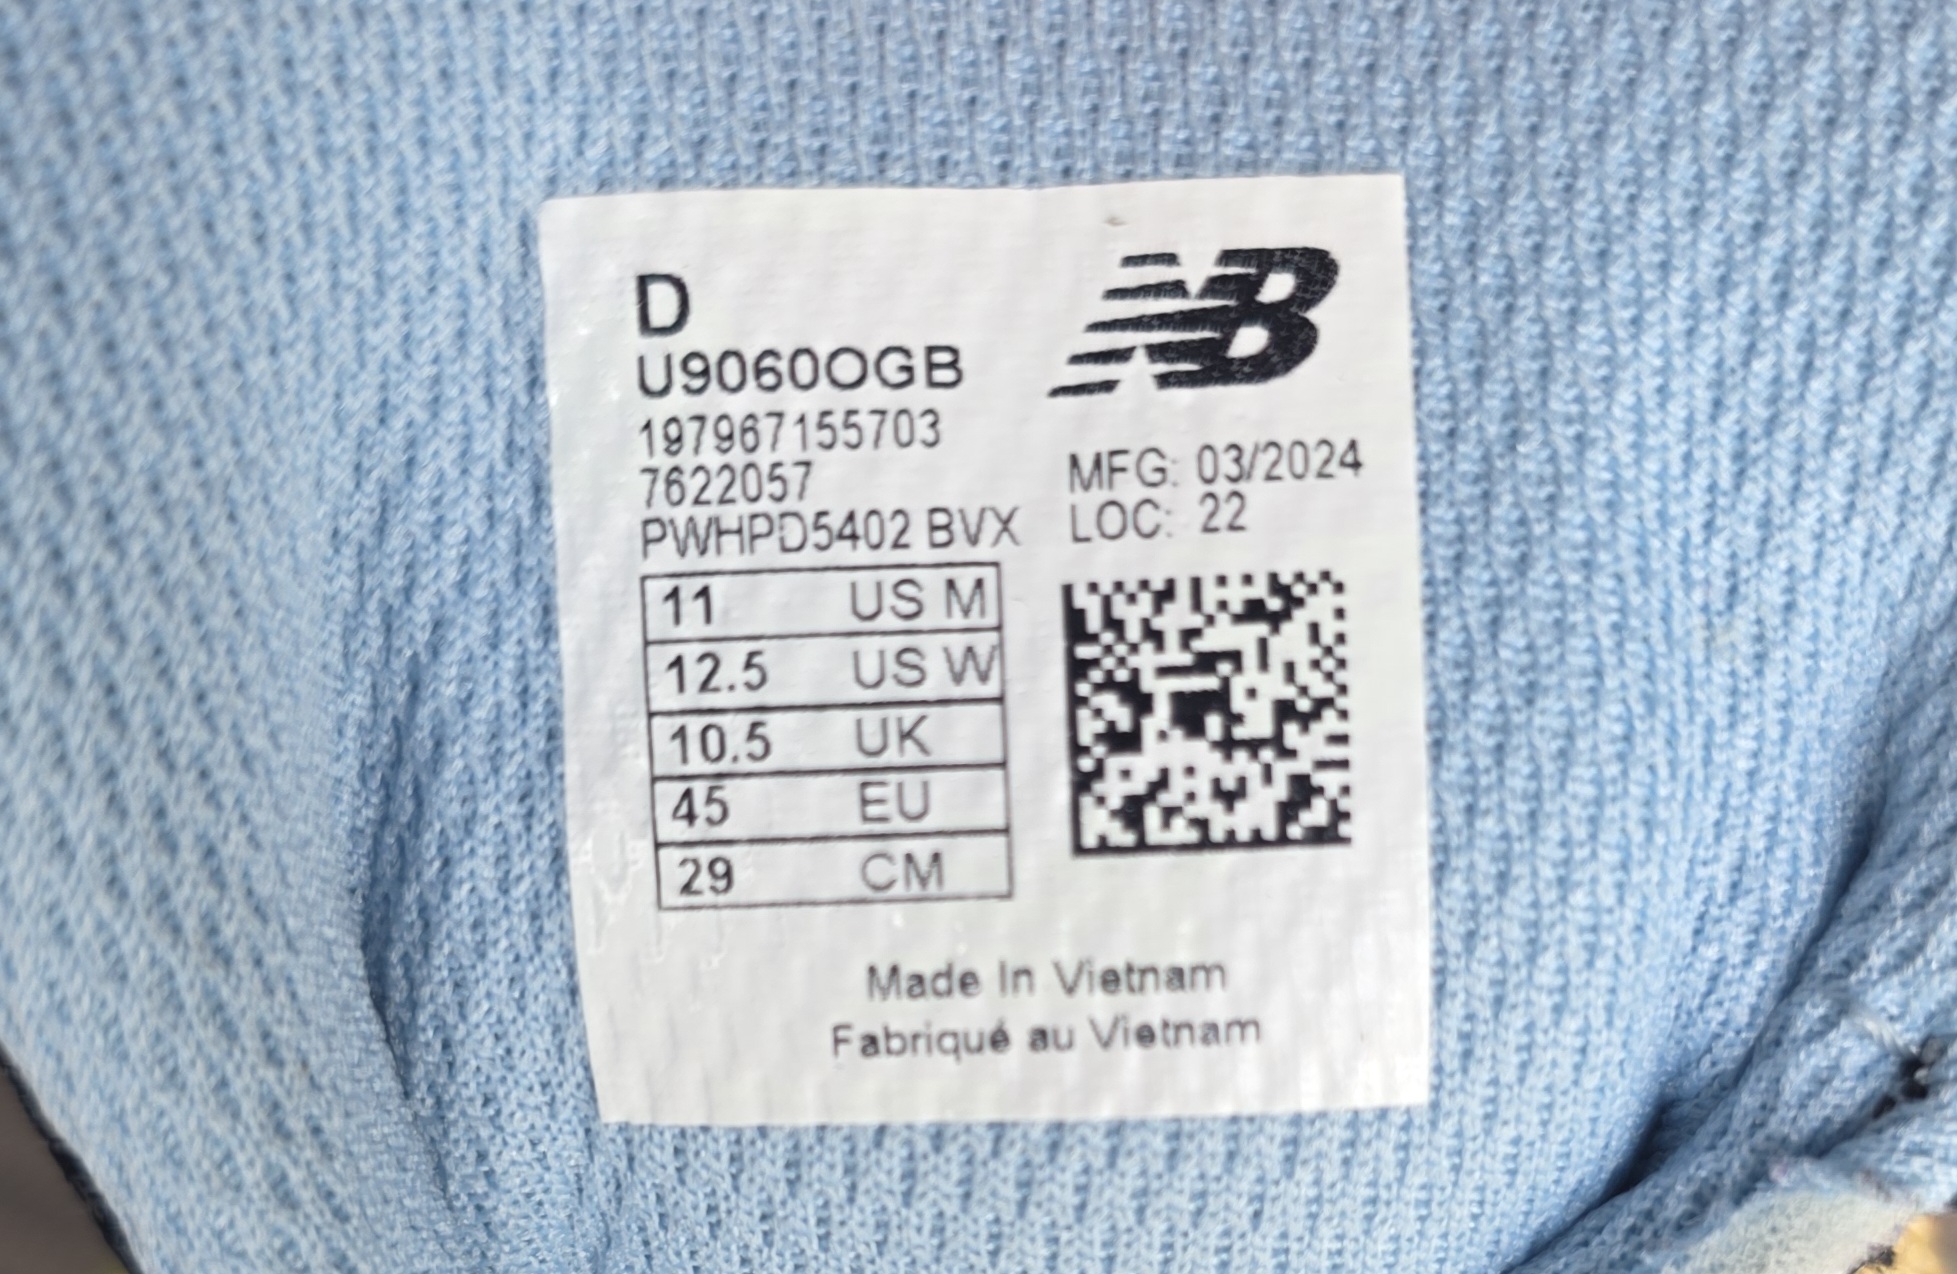 D
U9060OGB
197967155703
7622057
PWHPD5402 BVX
NB
MFG: 03/2024
LOC: 22
11 US M
12.5 US W
10.5 UK
45 EU
29 CM
Made In Vietnam
Fabriqué au Vietnam